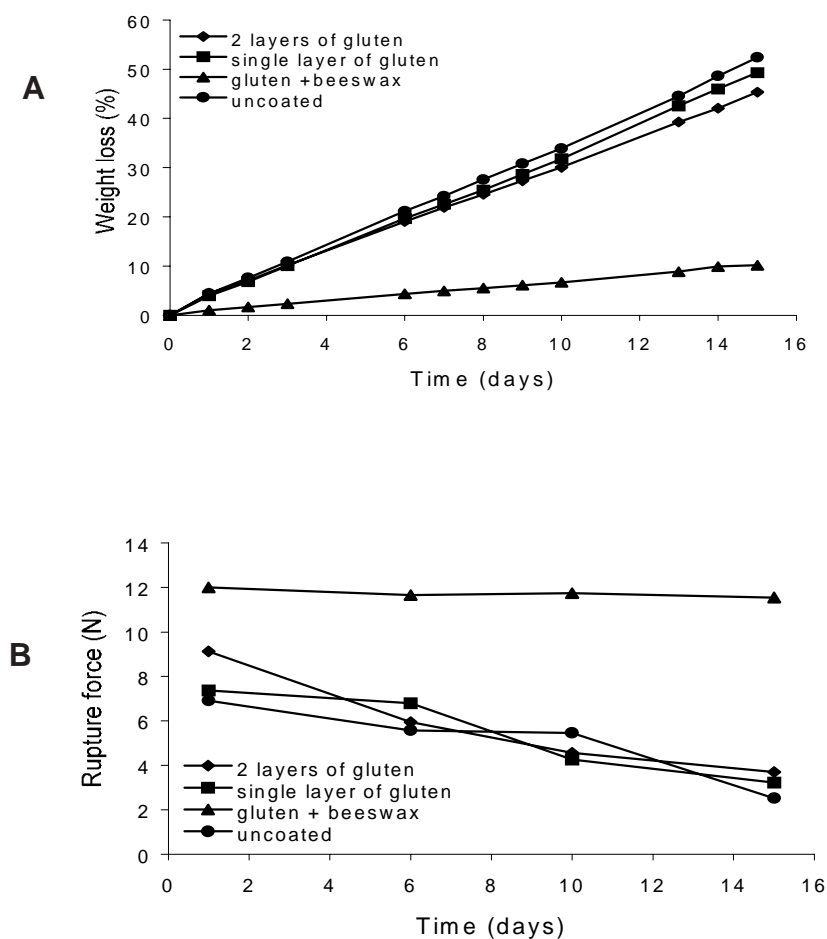 A
60
50
40
30
20
10
0
Weight loss (%)
2 layers of gluten
single layer of gluten
gluten +beeswax
uncoated
0 2 4 6 8 10 12 14 16
Time (days)
B
14
12
10
8
6
4
2
0
Rupture force (N)
2 layers of gluten
single layer of gluten
gluten + beeswax
uncoated
0 2 4 6 8 10 12 14 16
Time (days)